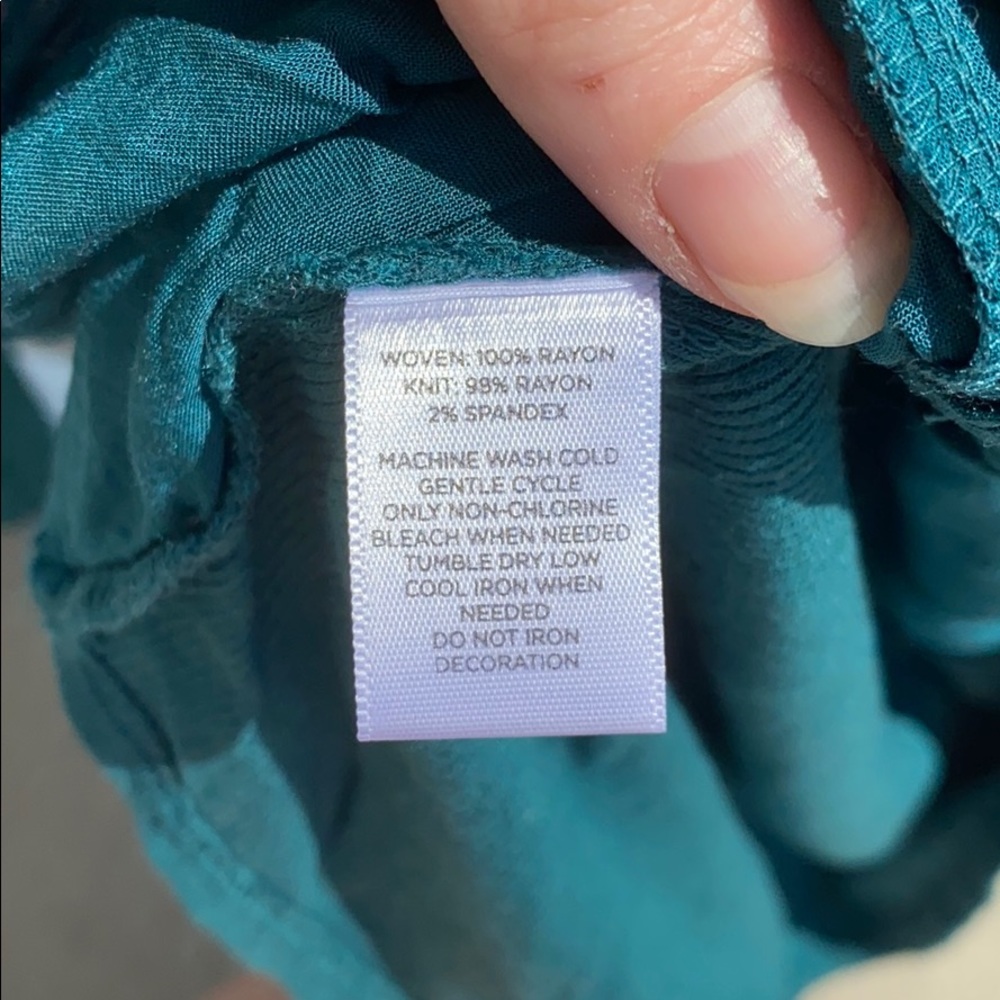 WOVEN: 100% RAYON
KNIT: 98% RAYON
2% SPANDEX
MACHINE WASH COLD
GENTLE CYCLE
ONLY NON-CHLORINE
BLEACH WHEN NEEDED
TUMBLE DRY LOW
COOL IRON WHEN
NEEDED
DO NOT IRON
DECORATION